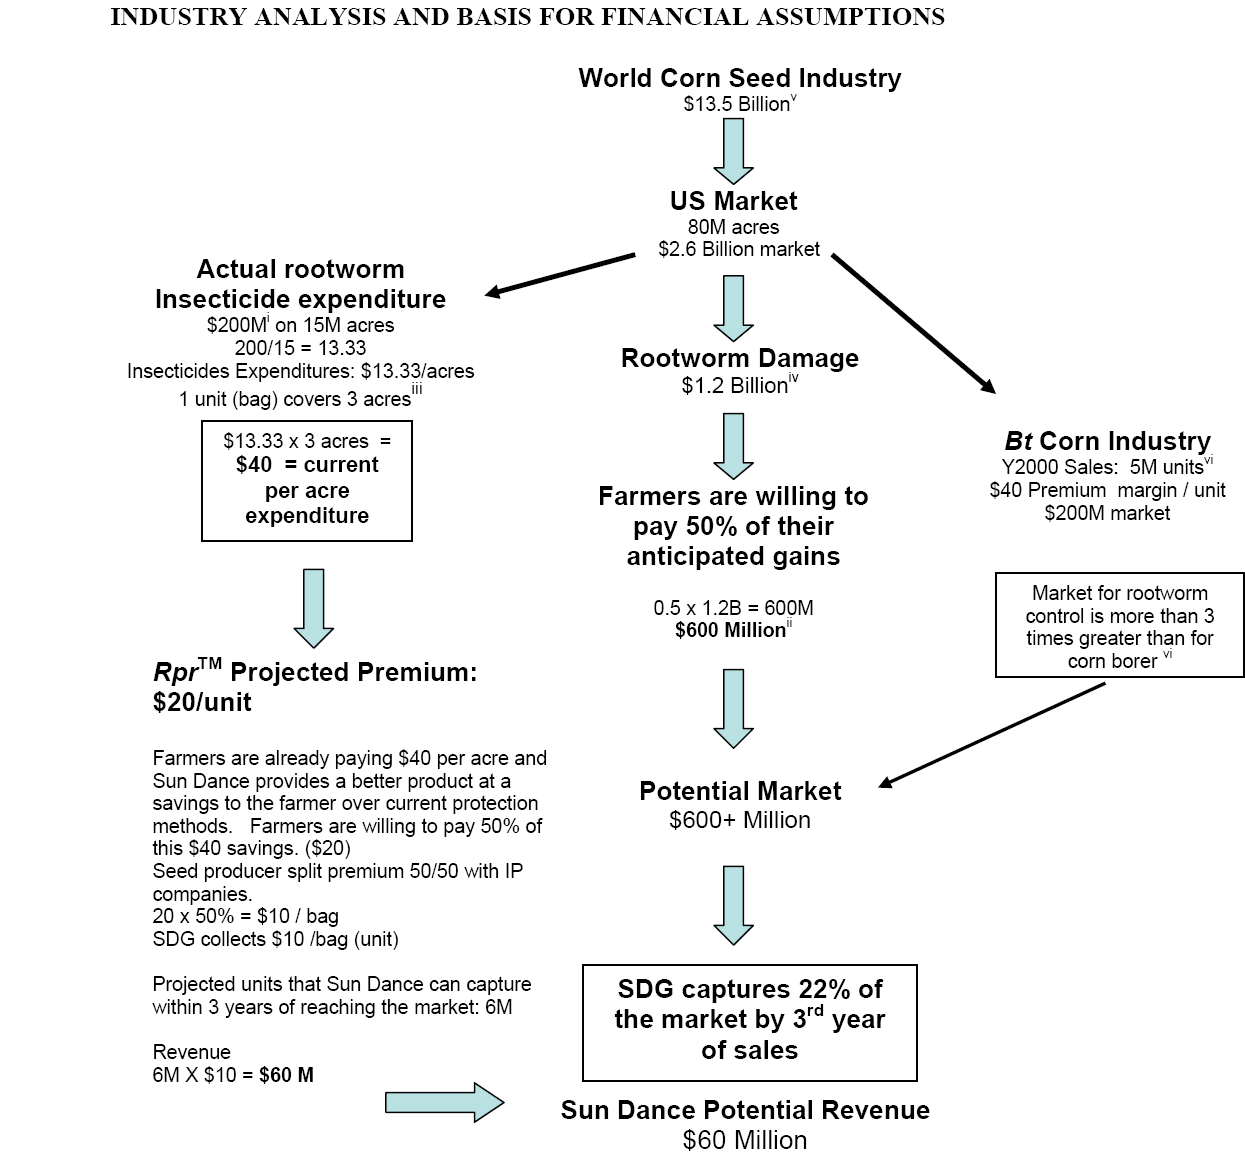 INDUSTRY ANALYSIS AND BASIS FOR FINANCIAL ASSUMPTIONS
World Corn Seed Industry
$13.5 Billionv
US Market
80M acres
$2.6 Billion market
Actual rootworm
Insecticide expenditure
$200Mi on 15M acres
200/15 = 13.33
Insecticides Expenditures: $13.33/acres
1 unit (bag) covers 3 acresiii
$13.33 x 3 acres =
$40 = current
per acre
expenditure
RprTM Projected Premium:
$20/unit
Farmers are already paying $40 per acre and
Sun Dance provides a better product at a
savings to the farmer over current protection
methods. Farmers are willing to pay 50% of
this $40 savings. ($20)
Seed producer split premium 50/50 with IP
companies.
20 x 50% = $10 / bag
SDG collects $10 /bag (unit)
Projected units that Sun Dance can capture
within 3 years of reaching the market: 6M
Revenue
6M X $10 = $60 M
Rootworm Damage
$1.2 Billioniv
Farmers are willing to
pay 50% of their
anticipated gains
0.5 x 1.2B = 600M
$600 Millionii
Bt Corn Industry
Y2000 Sales: 5M unitsvi
$40 Premium margin / unit
$200M market
Market for rootworm
control is more than 3
times greater than for
corn borer vi
Potential Market
$600+ Million
SDG captures 22% of
the market by 3rd year
of sales
Sun Dance Potential Revenue
$60 Million